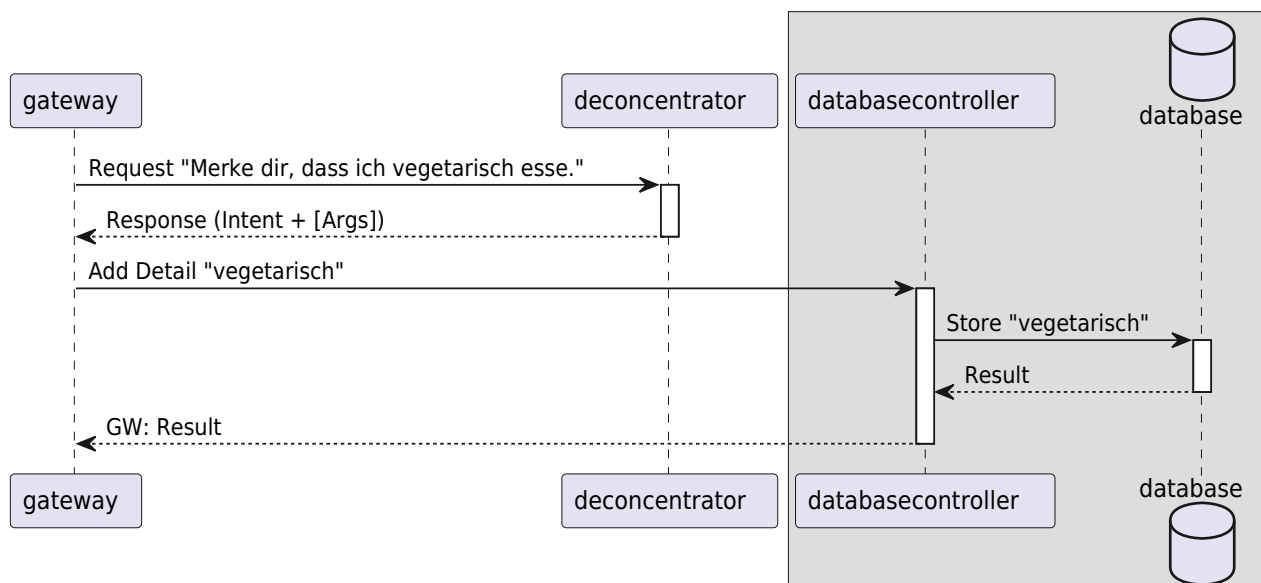 database
gateway
deconcentrator
databasecontroller
Request "Merke dir, dass ich vegetarisch esse."
Response (Intent + [Args])
Add Detail "vegetarisch"
Store "vegetarisch"
Result
GW: Result
gateway
deconcentrator
databasecontroller
database